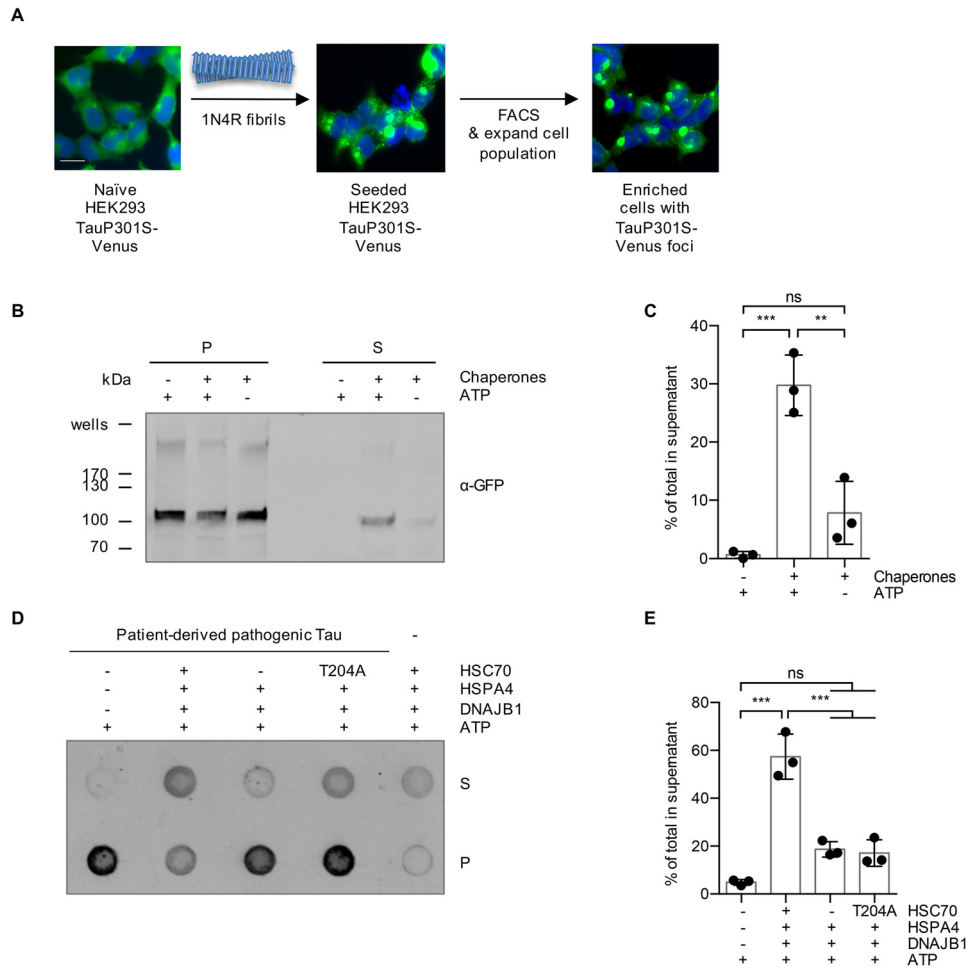 A
1N4R fibrils
FACS
& expand cell
population
Naïve
HEK293
TauP301S-
Venus
Seeded
HEK293
TauP301S-
Venus
Enriched
cells with
TauP301S-
Venus foci
B
P
S
kDa
- + + - + + Chaperones
+ + - + + - ATP
wells
170
130
100
70
α-GFP
C
ns
*** **
% of total in supernatant
40
30
20
10
0
- + + Chaperones
+ + - ATP
D
Patient-derived pathogenic Tau -
- + - T204A + HSC70
- + + + + HSPA4
- + + + + DNAJB1
+ + + + + ATP
S
P
E
ns
*** ***
% of total in supernatant
80
60
40
20
0
- + - T204A HSC70
- + + + HSPA4
- + + + DNAJB1
+ + + + ATP